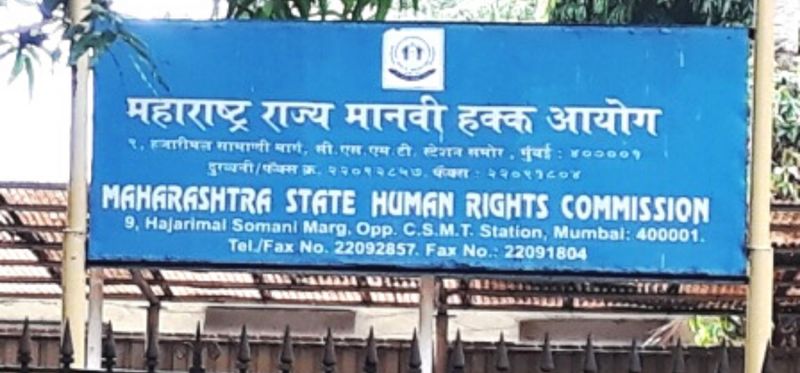 महाराष्ट्र राज्य मानवी हक्क आयोग
९, हजारीमल सोमाणी मार्ग, सी.एस.एम.टी. स्टेशन समोर, मुंबई : ४००००१
दुरध्वनी/फॅक्स क्र. २२०९२८५७. फॅक्स : २२०९१८०४
MAHARASHTRA STATE HUMAN RIGHTS COMMISSION
9, Hajarimal Somani Marg, Opp. C.S.M.T. Station, Mumbai: 400001.
Tel./Fax No. 22092857. Fax No.: 22091804